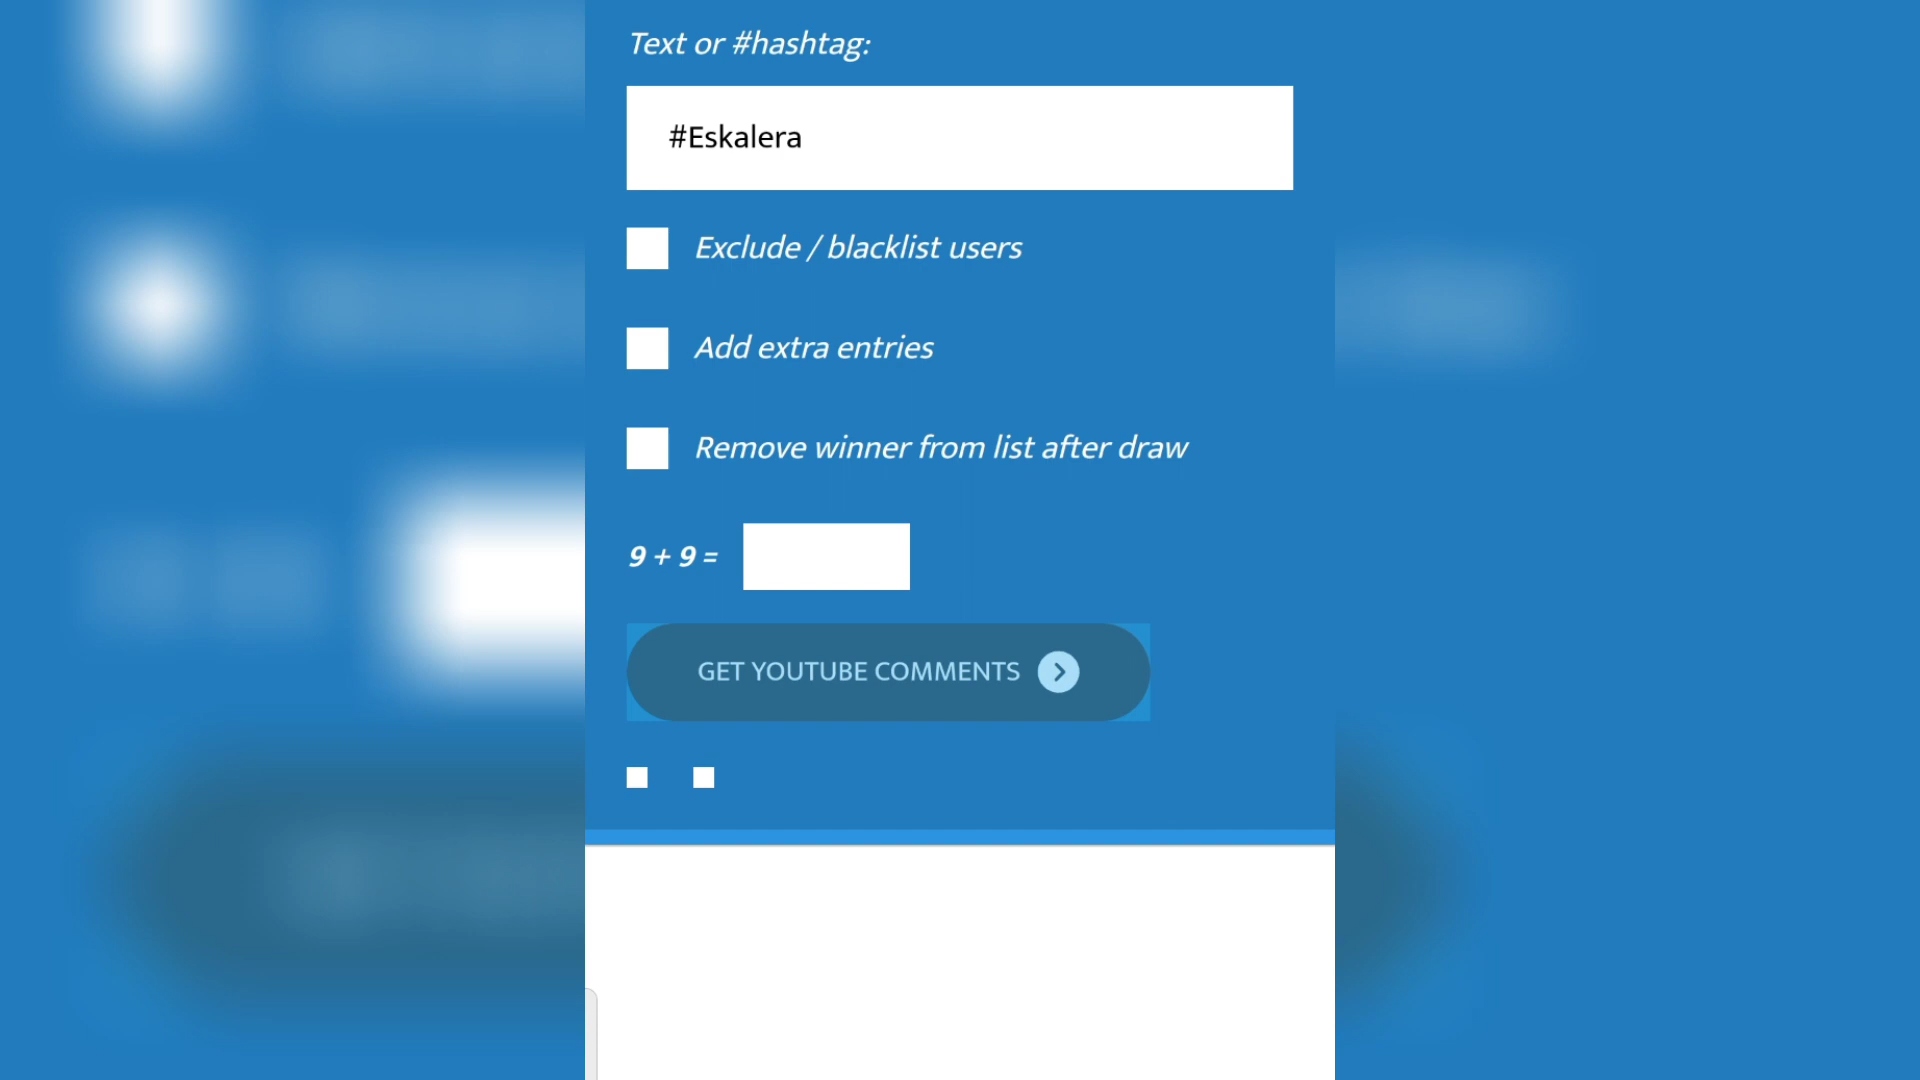 Text or #hashtag:
#Eskalera
Exclude / blacklist users
Add extra entries
Remove winner from list after draw
9 + 9 =
GET YOUTUBE COMMENTS